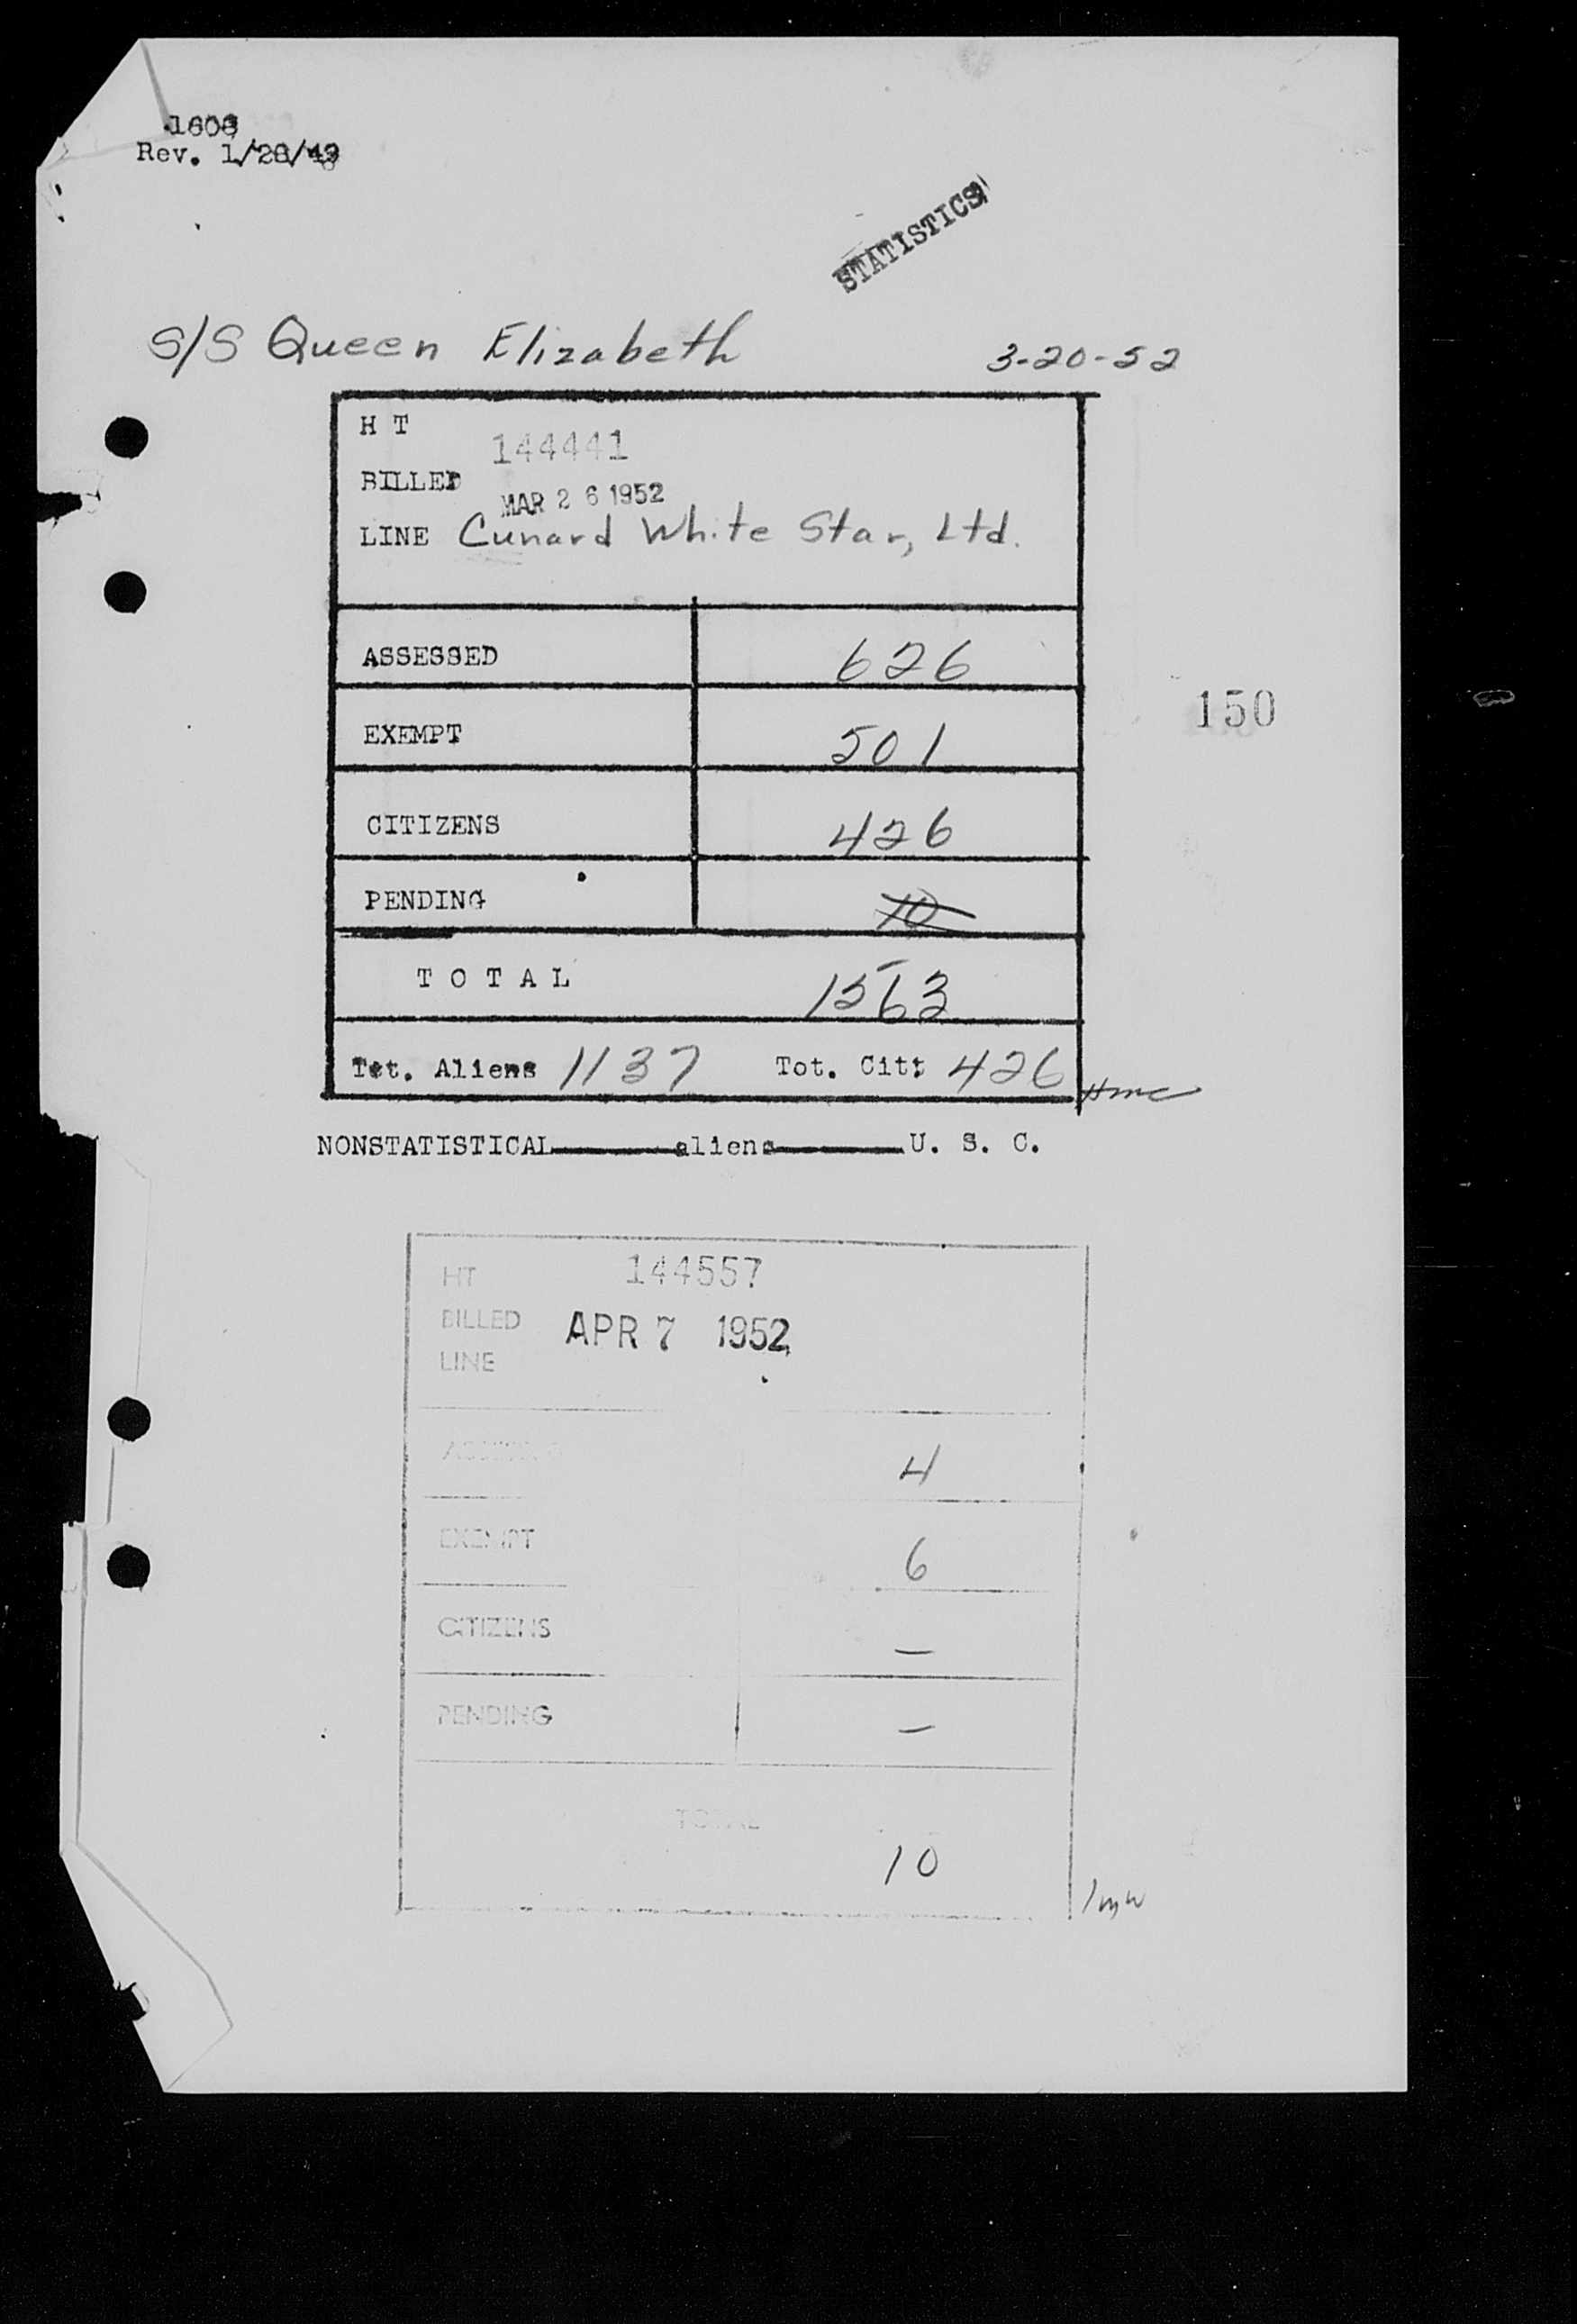 1608
Rev. 1/28/49
STATISTICS
S/S Queen Elizabeth 3-20-52
H T 144441
BILLED MAR 26 1952
LINE Cunard White Star, Ltd.
ASSESSED 626
EXEMPT 501
150
CITIZENS 426
PENDING 10
T O T A L 1563
Tot. Aliens 1137 Tot. Cit: 426
NONSTATISTICAL aliens U. S. C.
HT 144557
BILLED APR 7 1952
LINE
4
EXEMPT 6
CITIZENS —
PENDING —
TOTAL
10